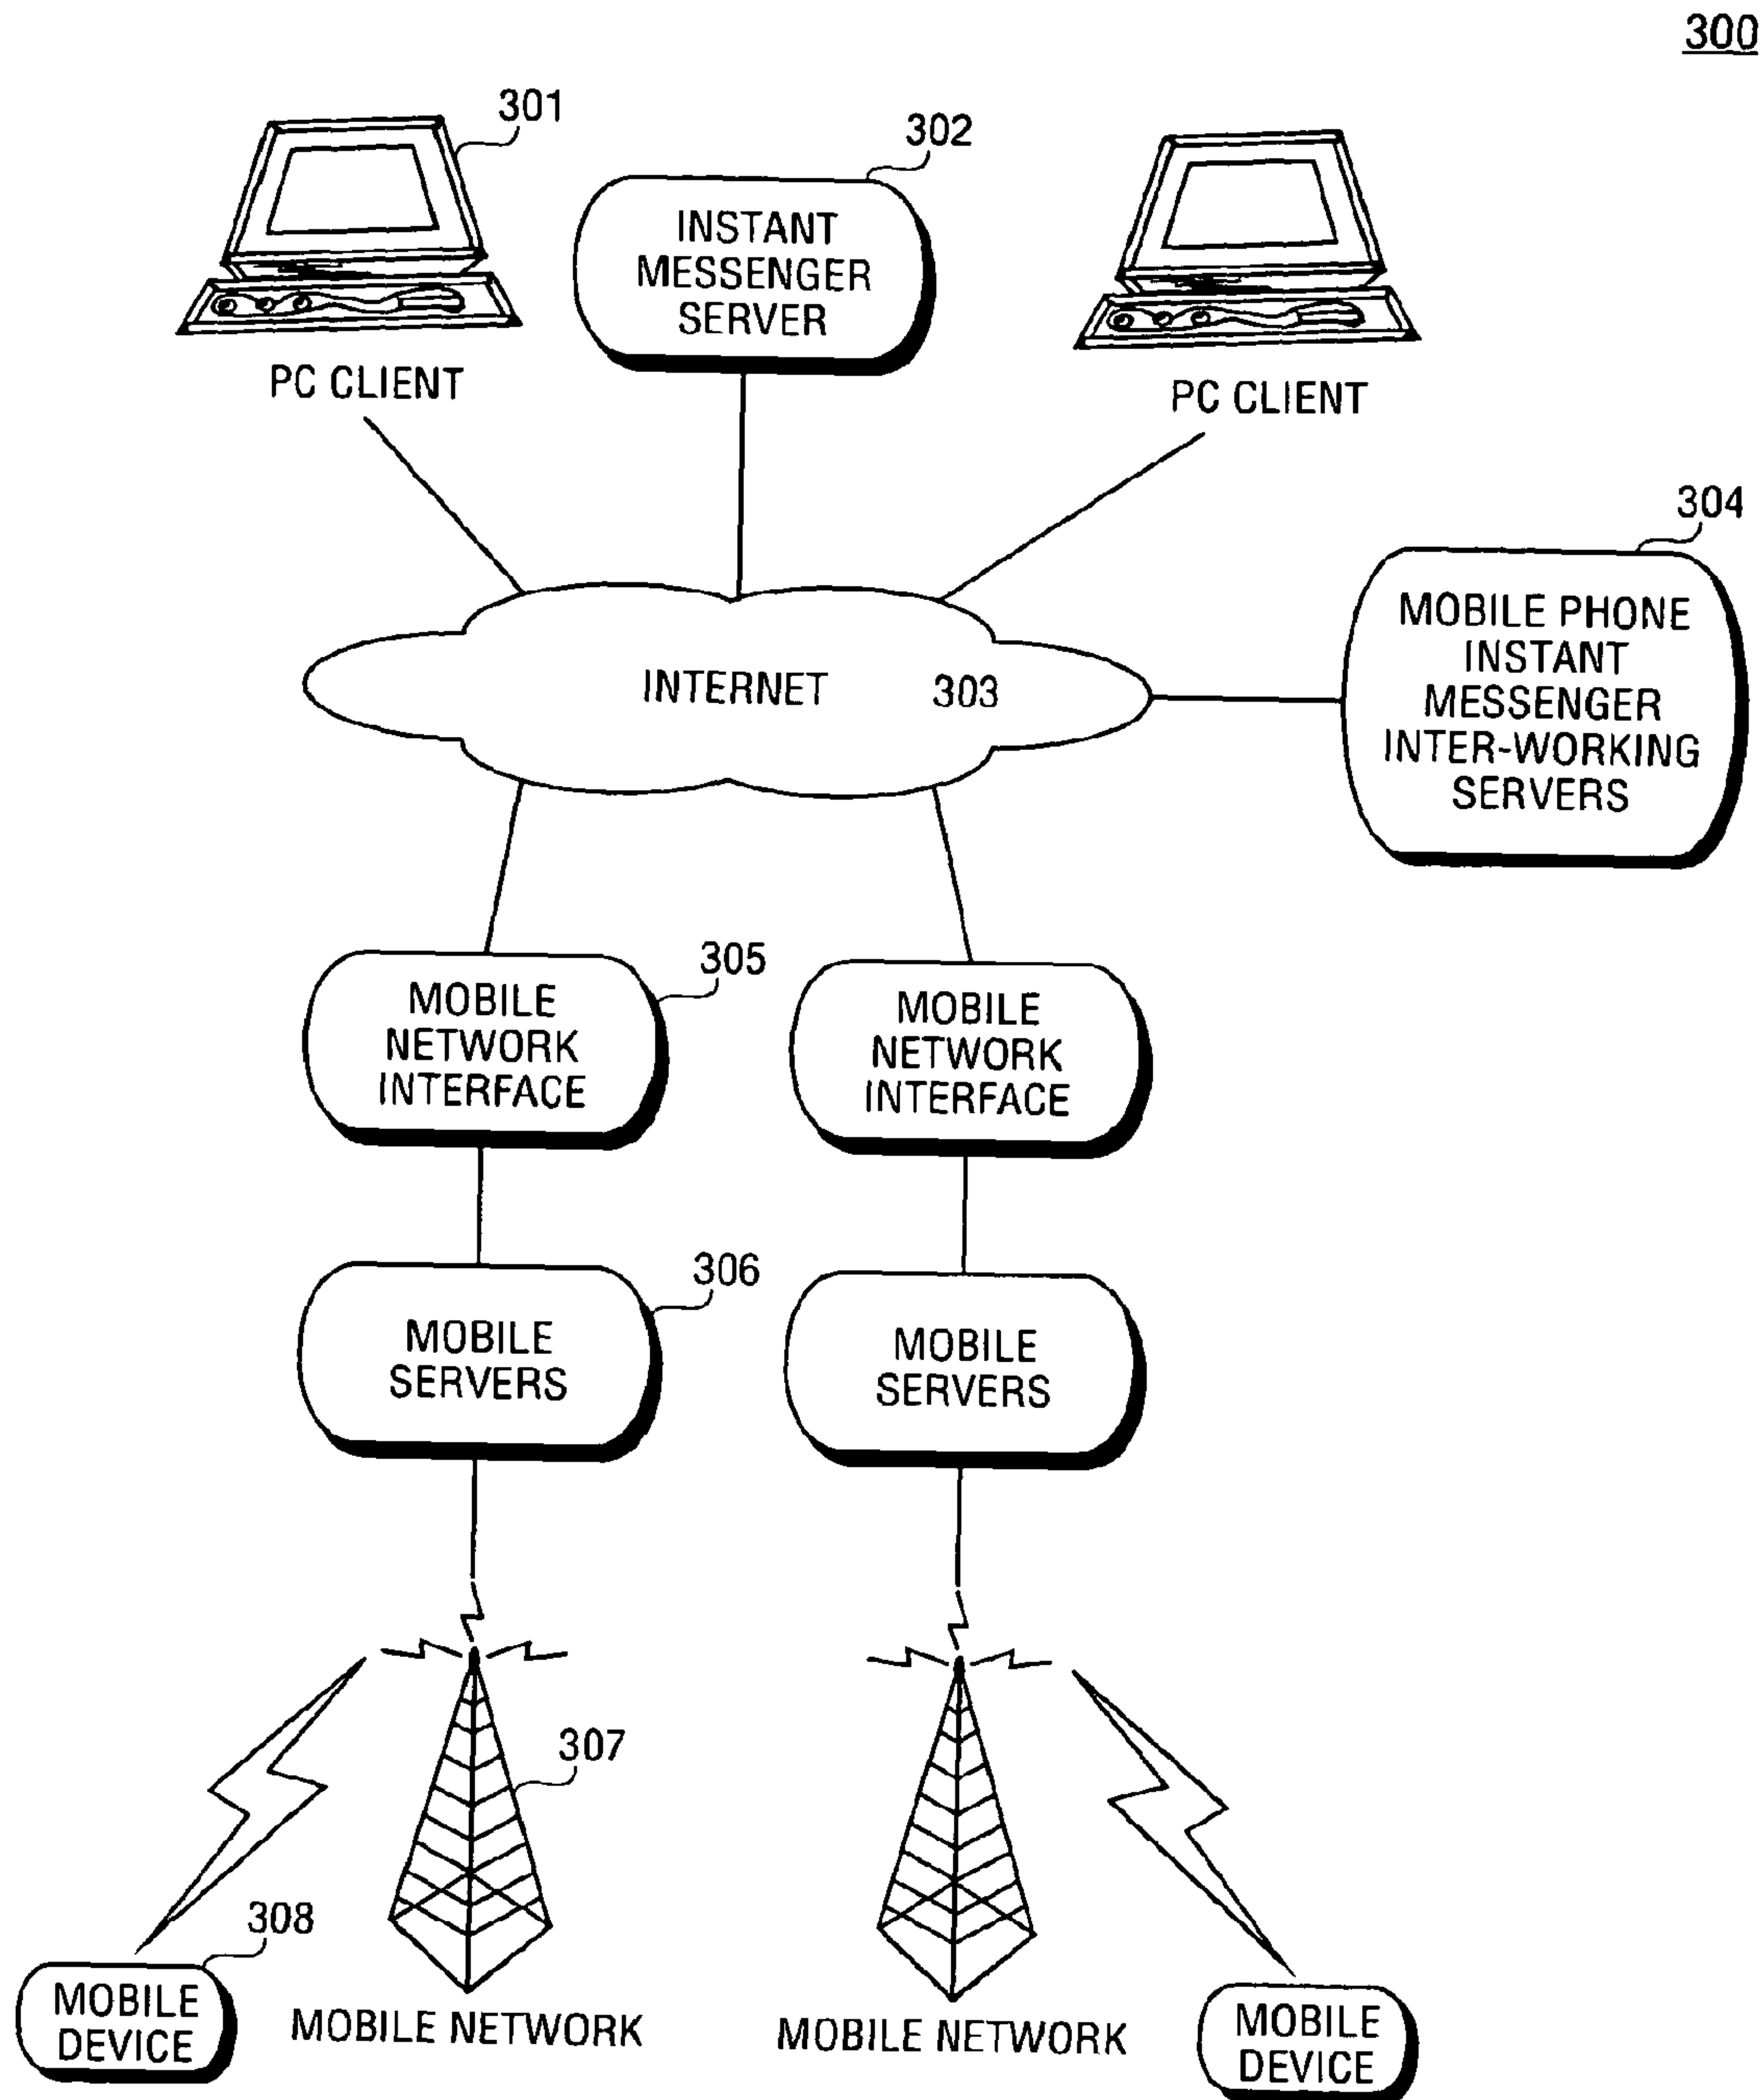 300
301
302
INSTANT
MESSENGER
SERVER
PC CLIENT
PC CLIENT
304
MOBILE PHONE
INSTANT
MESSENGER
INTER-WORKING
SERVERS
INTERNET 303
305
MOBILE
NETWORK
INTERFACE
MOBILE
NETWORK
INTERFACE
306
MOBILE
SERVERS
MOBILE
SERVERS
307
308
MOBILE
DEVICE
MOBILE NETWORK
MOBILE NETWORK
MOBILE
DEVICE